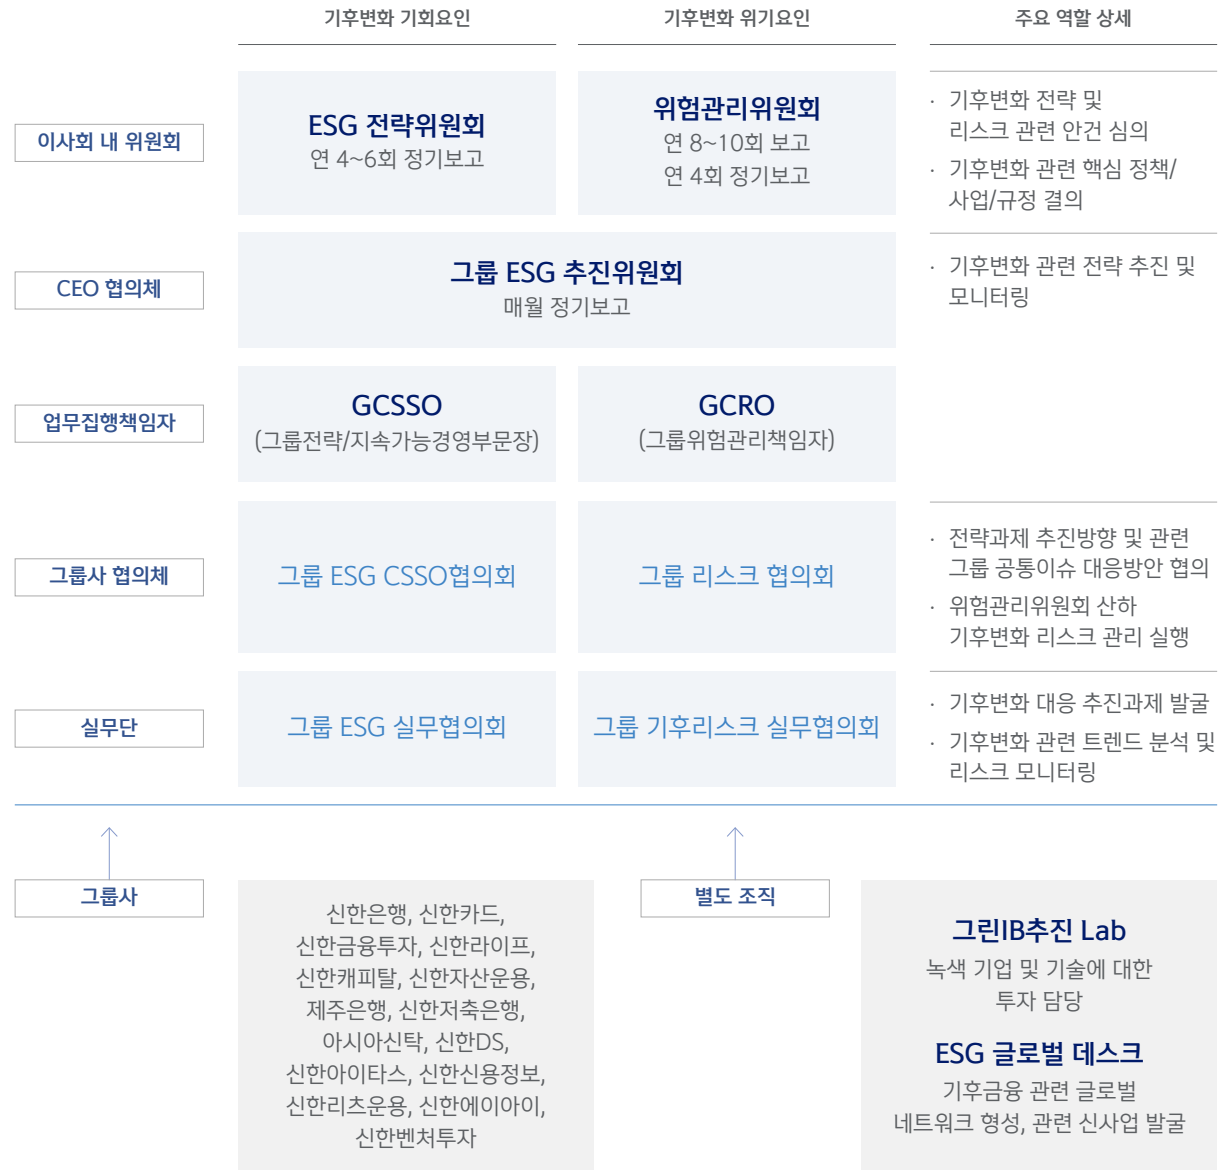 기후변화 기회요인
기후변화 위기요인
주요 역할 상세
이사회 내 위원회
ESG 전략위원회
연 4~6회 정기보고
위험관리위원회
연 8~10회 보고
연 4회 정기보고
· 기후변화 전략 및
리스크 관련 안건 심의
· 기후변화 관련 핵심 정책/
사업/규정 결의
CEO 협의체
그룹 ESG 추진위원회
매월 정기보고
· 기후변화 관련 전략 추진 및
모니터링
업무집행책임자
GCSSO
(그룹전략/지속가능경영부문장)
GCRO
(그룹위험관리책임자)
그룹사 협의체
그룹 ESG CSSO협의회
그룹 리스크 협의회
· 전략과제 추진방향 및 관련
그룹 공통이슈 대응방안 협의
· 위험관리위원회 산하
기후변화 리스크 관리 실행
실무단
그룹 ESG 실무협의회
그룹 기후리스크 실무협의회
· 기후변화 대응 추진과제 발굴
· 기후변화 관련 트렌드 분석 및
리스크 모니터링
그룹사
신한은행, 신한카드,
신한금융투자, 신한라이프,
신한캐피탈, 신한자산운용,
제주은행, 신한저축은행,
아시아신탁, 신한DS,
신한아이타스, 신한신용정보,
신한리츠운용, 신한에이아이,
신한벤처투자
별도 조직
그린IB추진 Lab
녹색 기업 및 기술에 대한
투자 담당
ESG 글로벌 데스크
기후금융 관련 글로벌
네트워크 형성, 관련 신사업 발굴